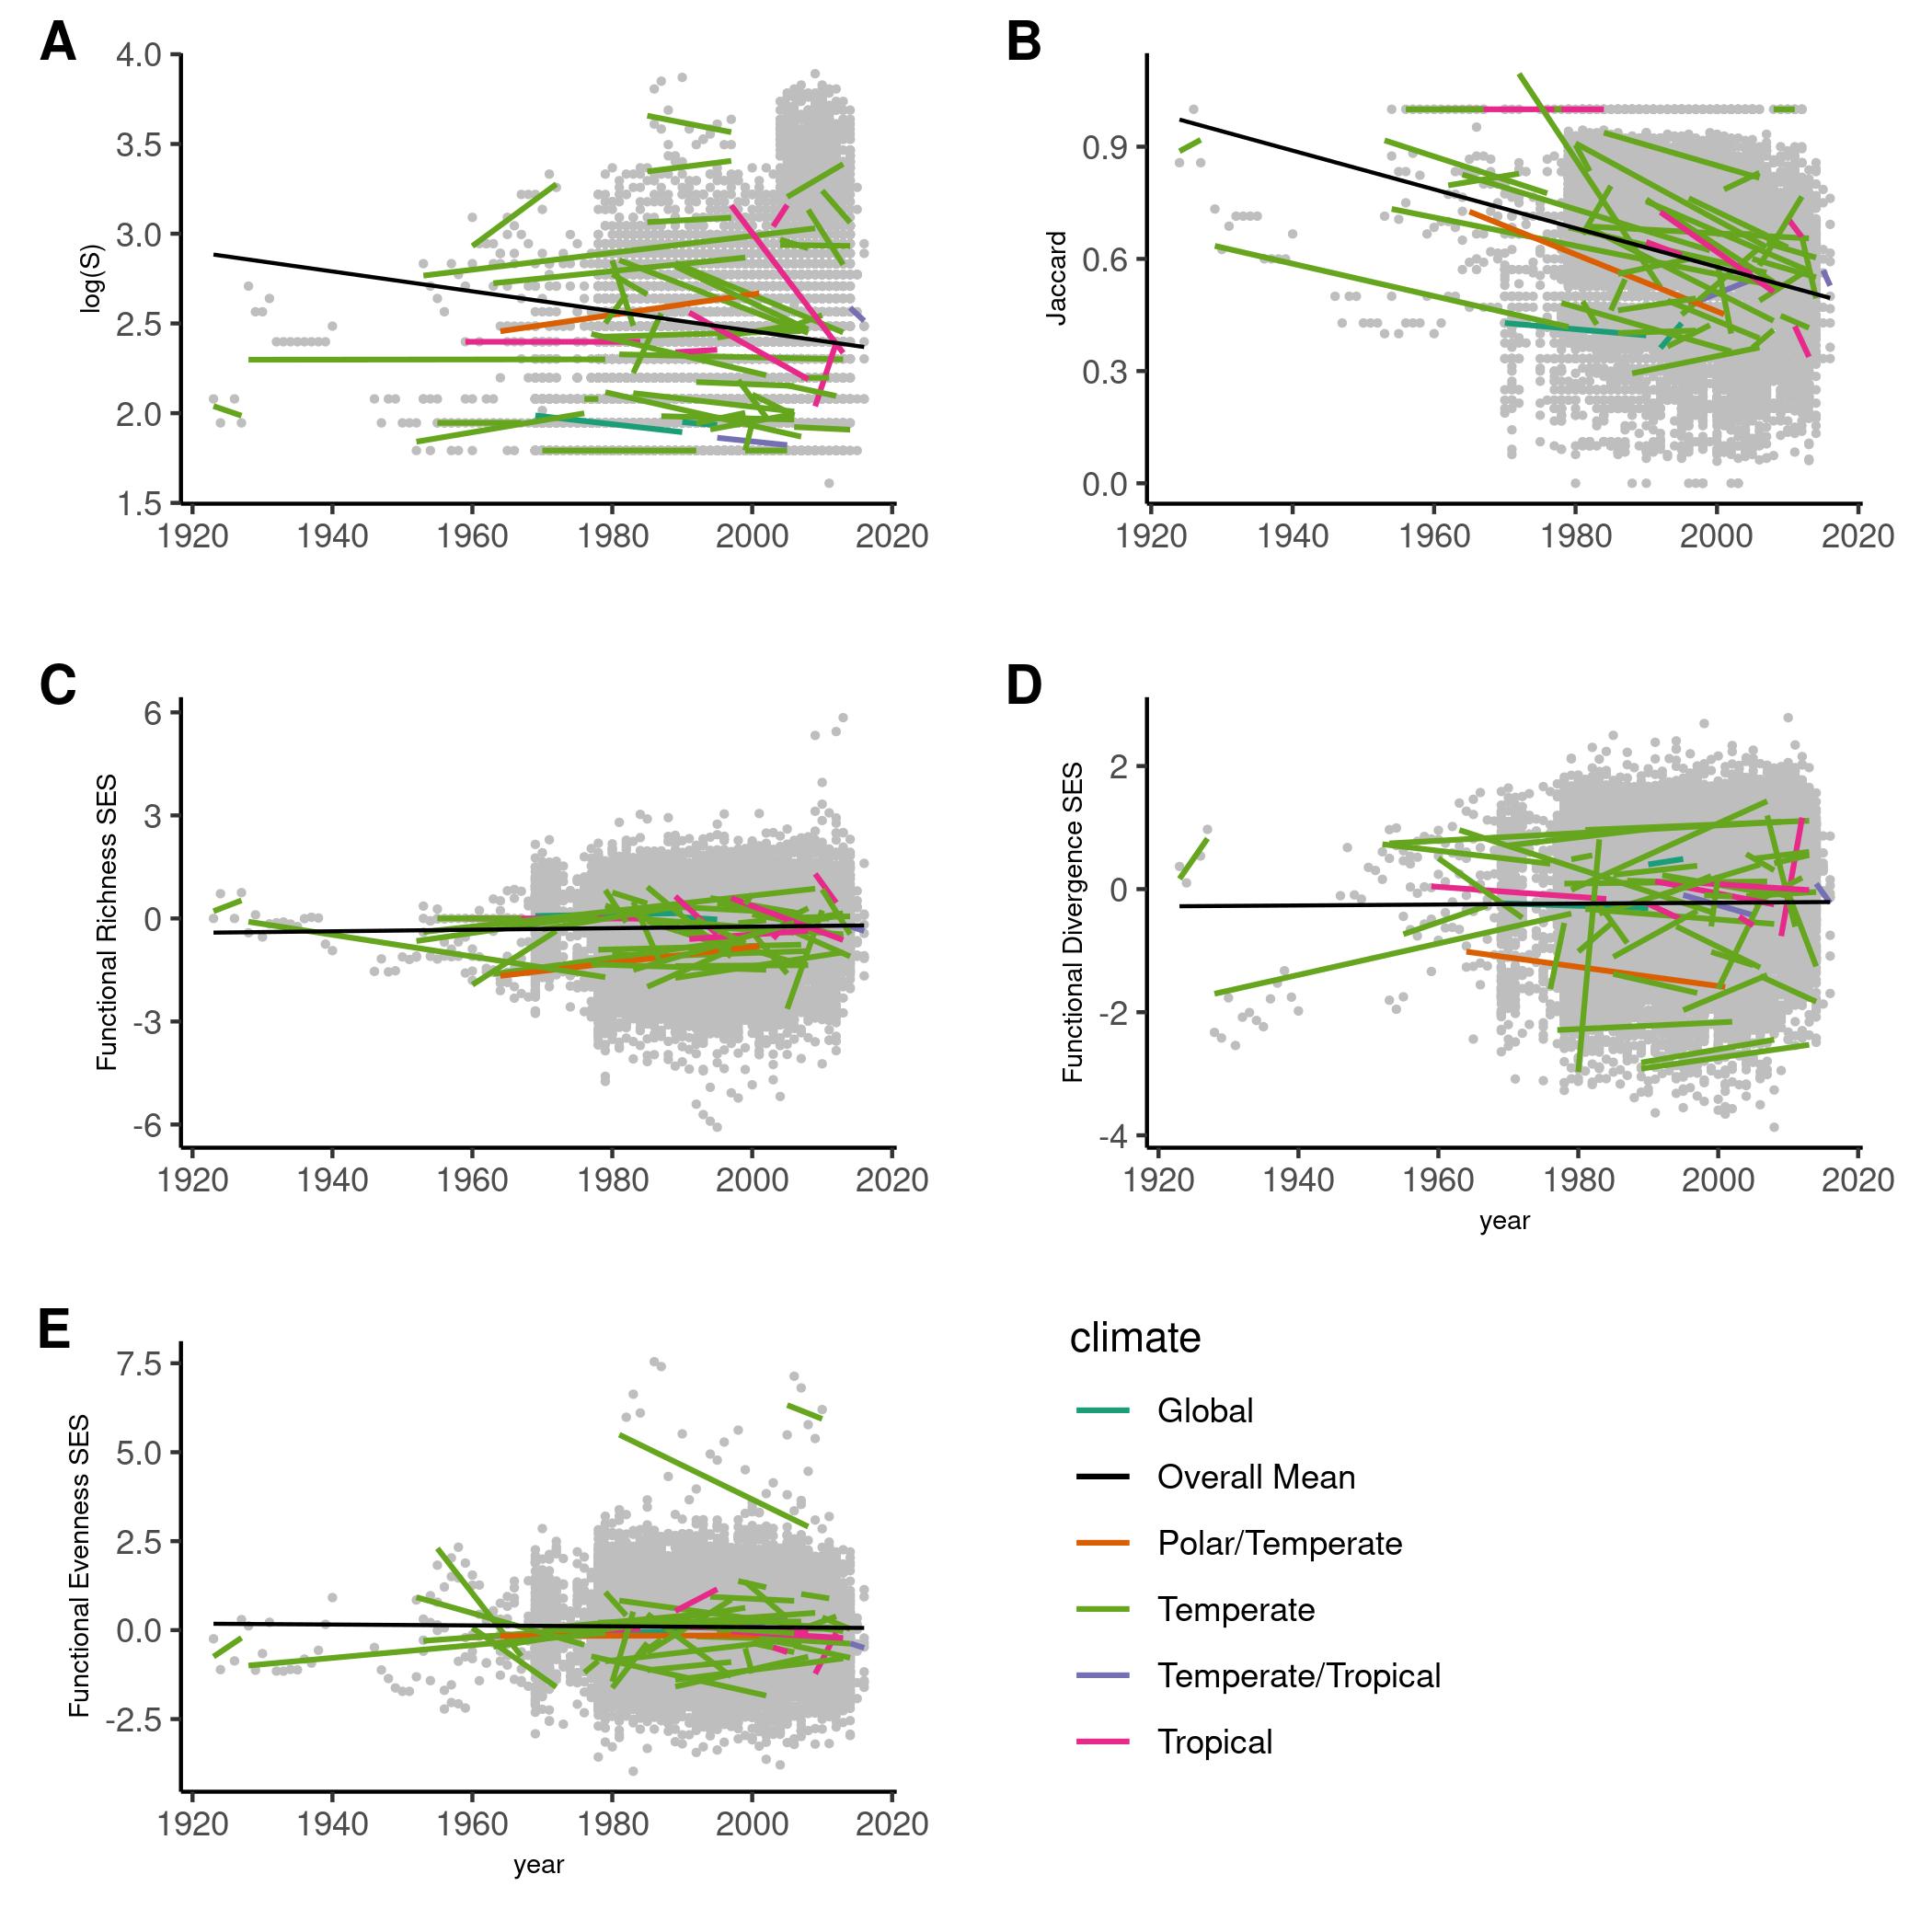 A
B
4.0
3.5
3.0
2.5
2.0
1.5
log(S)
1920 1940 1960 1980 2000 2020
0.9
0.6
0.3
0.0
Jaccard
1920 1940 1960 1980 2000 2020
C
D
6
3
0
-3
-6
Functional Richness SES
1920 1940 1960 1980 2000 2020
2
0
-2
-4
Functional Divergence SES
1920 1940 1960 1980 2000 2020
year
E
7.5
5.0
2.5
0.0
-2.5
Functional Evenness SES
1920 1940 1960 1980 2000 2020
year
climate
Global
Overall Mean
Polar/Temperate
Temperate
Temperate/Tropical
Tropical